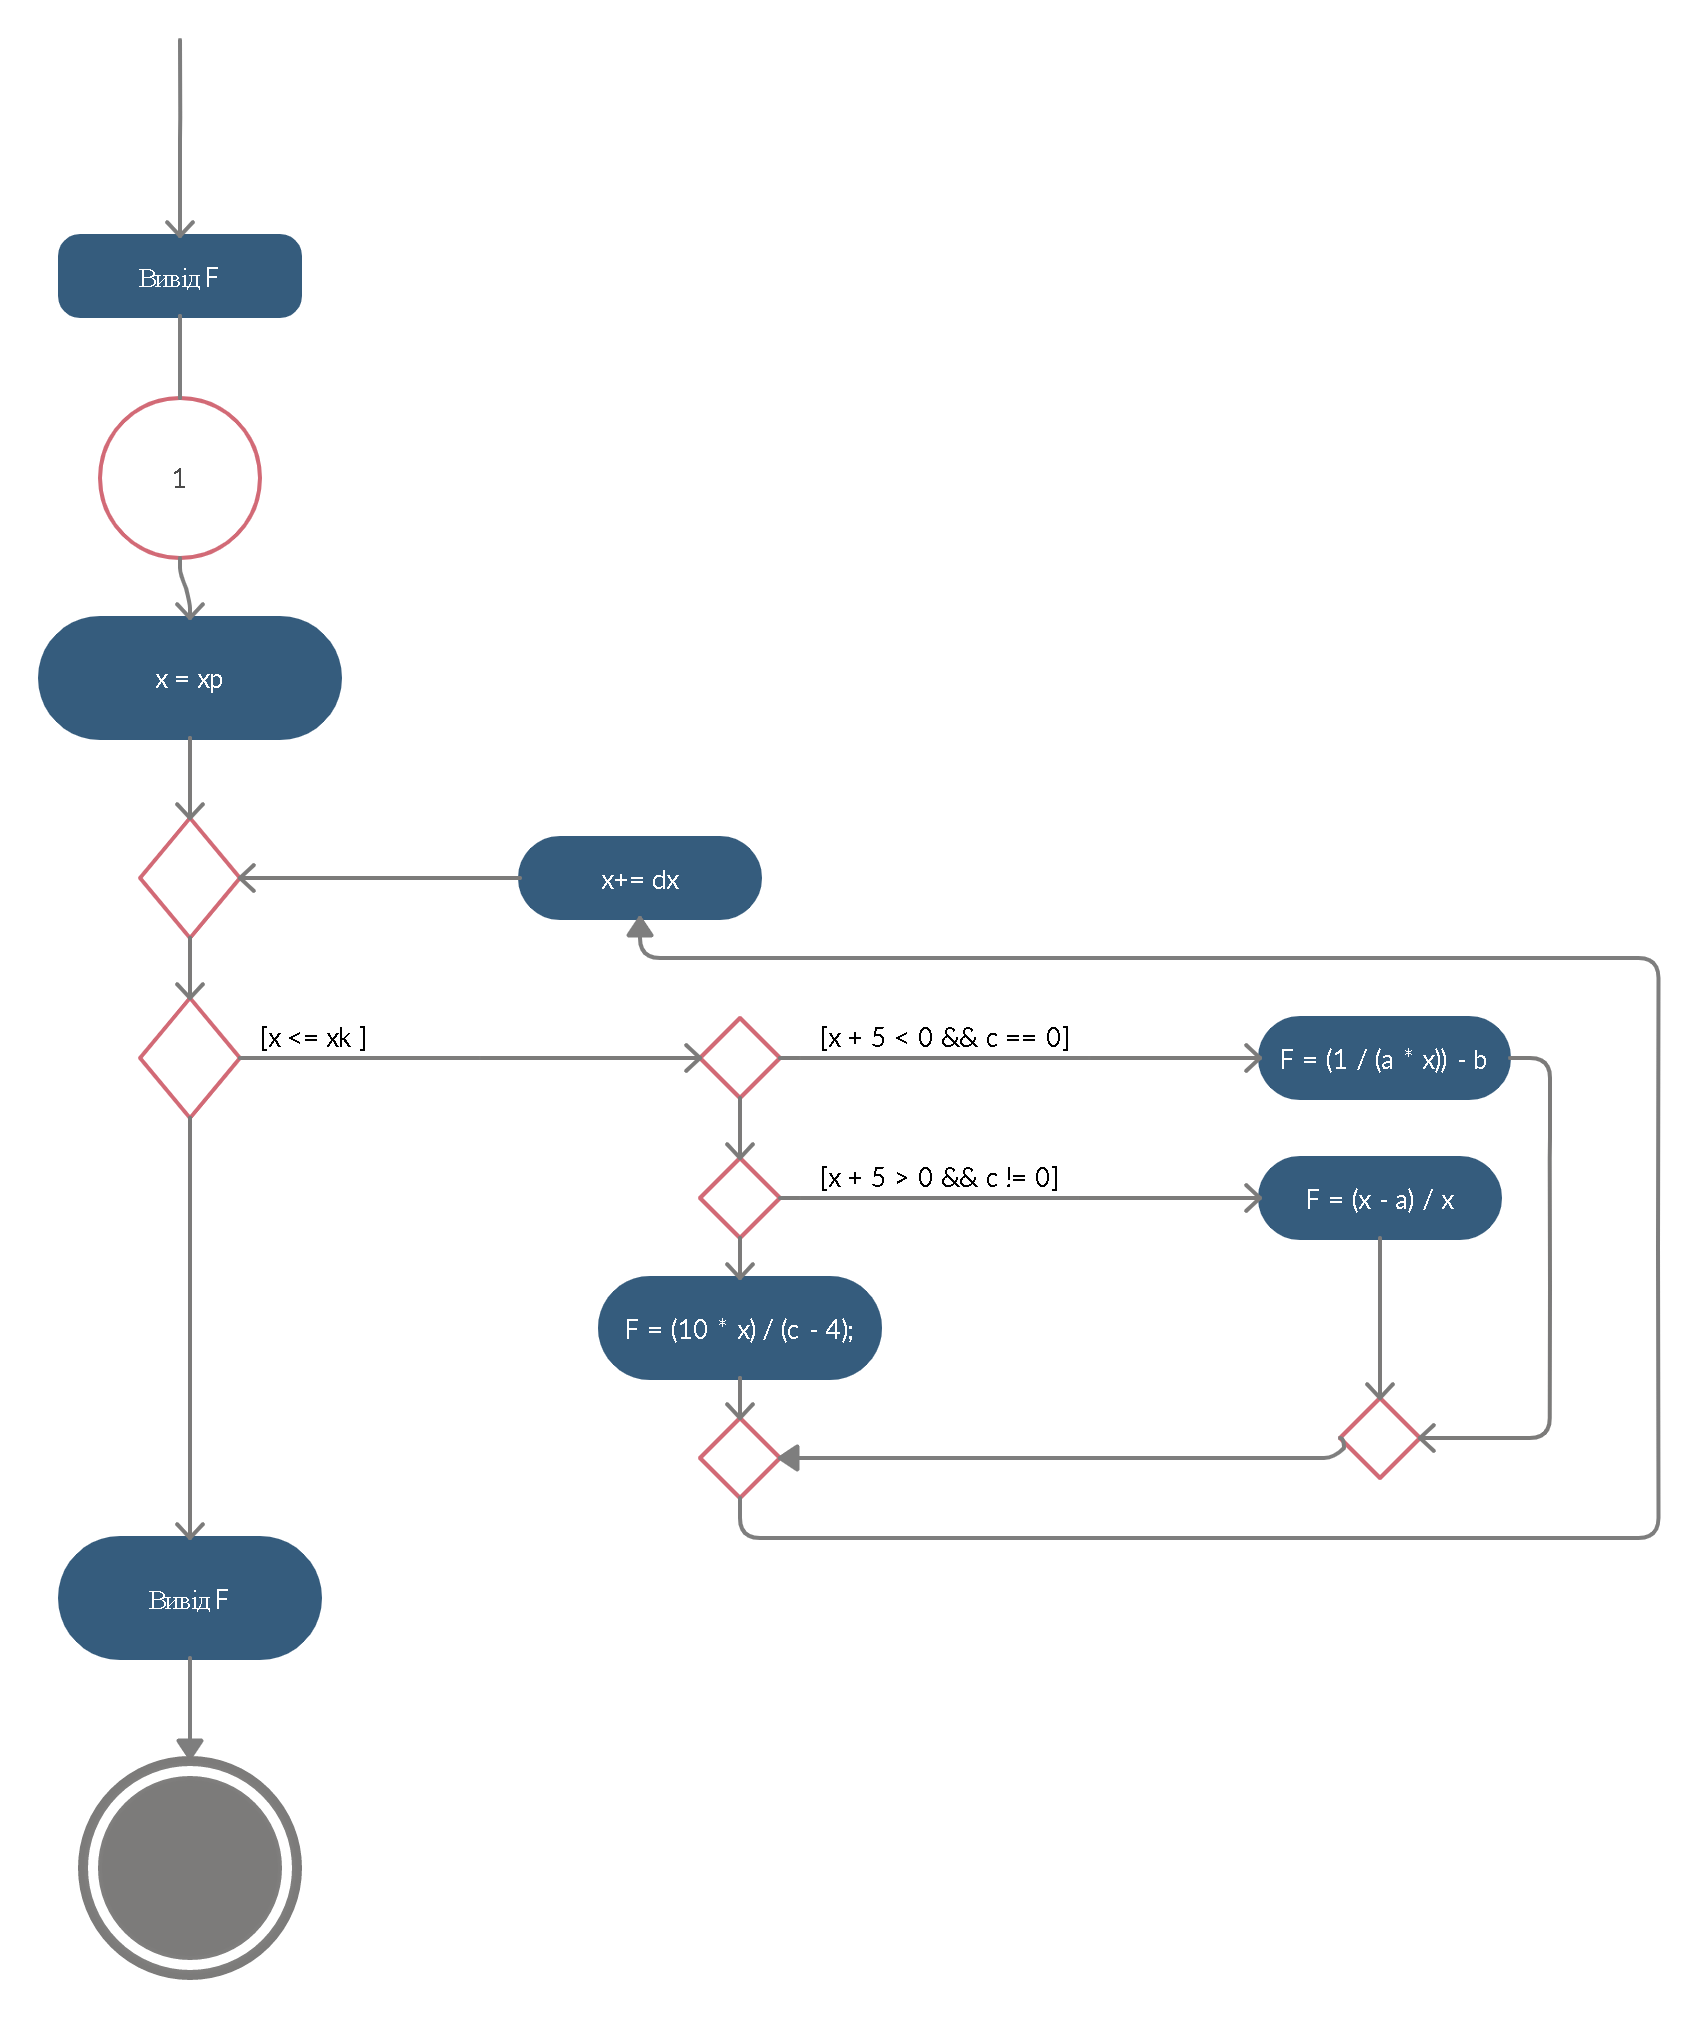 Вивід F
1
x = xp
x+= dx
[x <= xk ]
[x + 5 < 0 && c == 0]
F = (1 / (a * x)) - b
[x + 5 > 0 && c != 0]
F = (x - a) / x
F = (10 * x) / (c - 4);
Вивід F